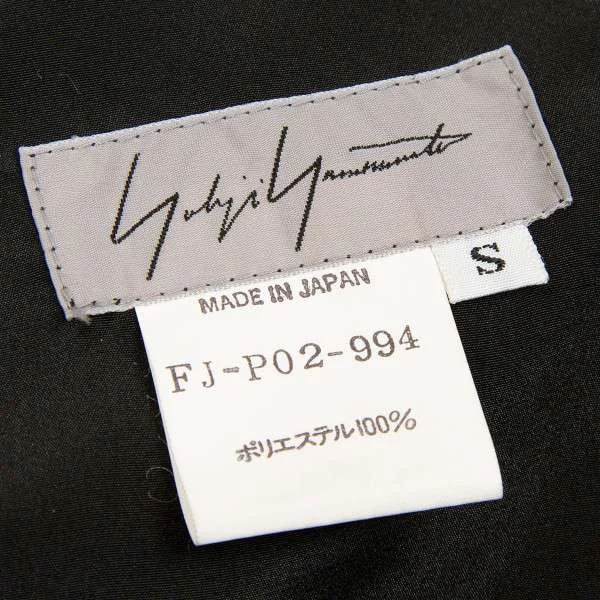 Yohji Yamamoto
S
MADE IN JAPAN
FJ-P02-994
ポリエステル100%